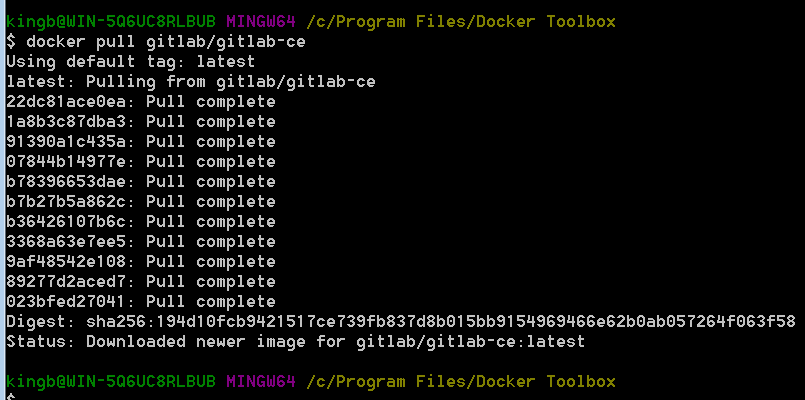 kingb@WIN-5Q6UC8RLBUB MINGW64 /c/Program Files/Docker Toolbox
$ docker pull gitlab/gitlab-ce
Using default tag: latest
latest: Pulling from gitlab/gitlab-ce
22dc81ace0ea: Pull complete
1a8b3c87dba3: Pull complete
91390a1c435a: Pull complete
07844b14977e: Pull complete
b78396653dae: Pull complete
b7b27b5a862c: Pull complete
b36426107b6c: Pull complete
3368a63e7ee5: Pull complete
9af48542e108: Pull complete
89277d2aced7: Pull complete
023bfed27041: Pull complete
Digest: sha256:194d10fcb9421517ce739fb837d8b015bb9154969466e62b0ab057264f063f58
Status: Downloaded newer image for gitlab/gitlab-ce:latest
kingb@WIN-5Q6UC8RLBUB MINGW64 /c/Program Files/Docker Toolbox
$